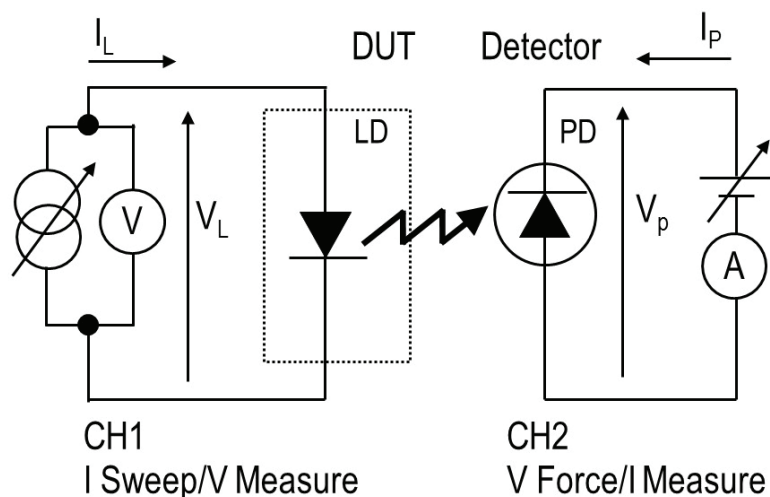 I_L
DUT
Detector
I_P
LD
PD
V
V_L
V_p
A
CH1
I Sweep/V Measure
CH2
V Force/I Measure